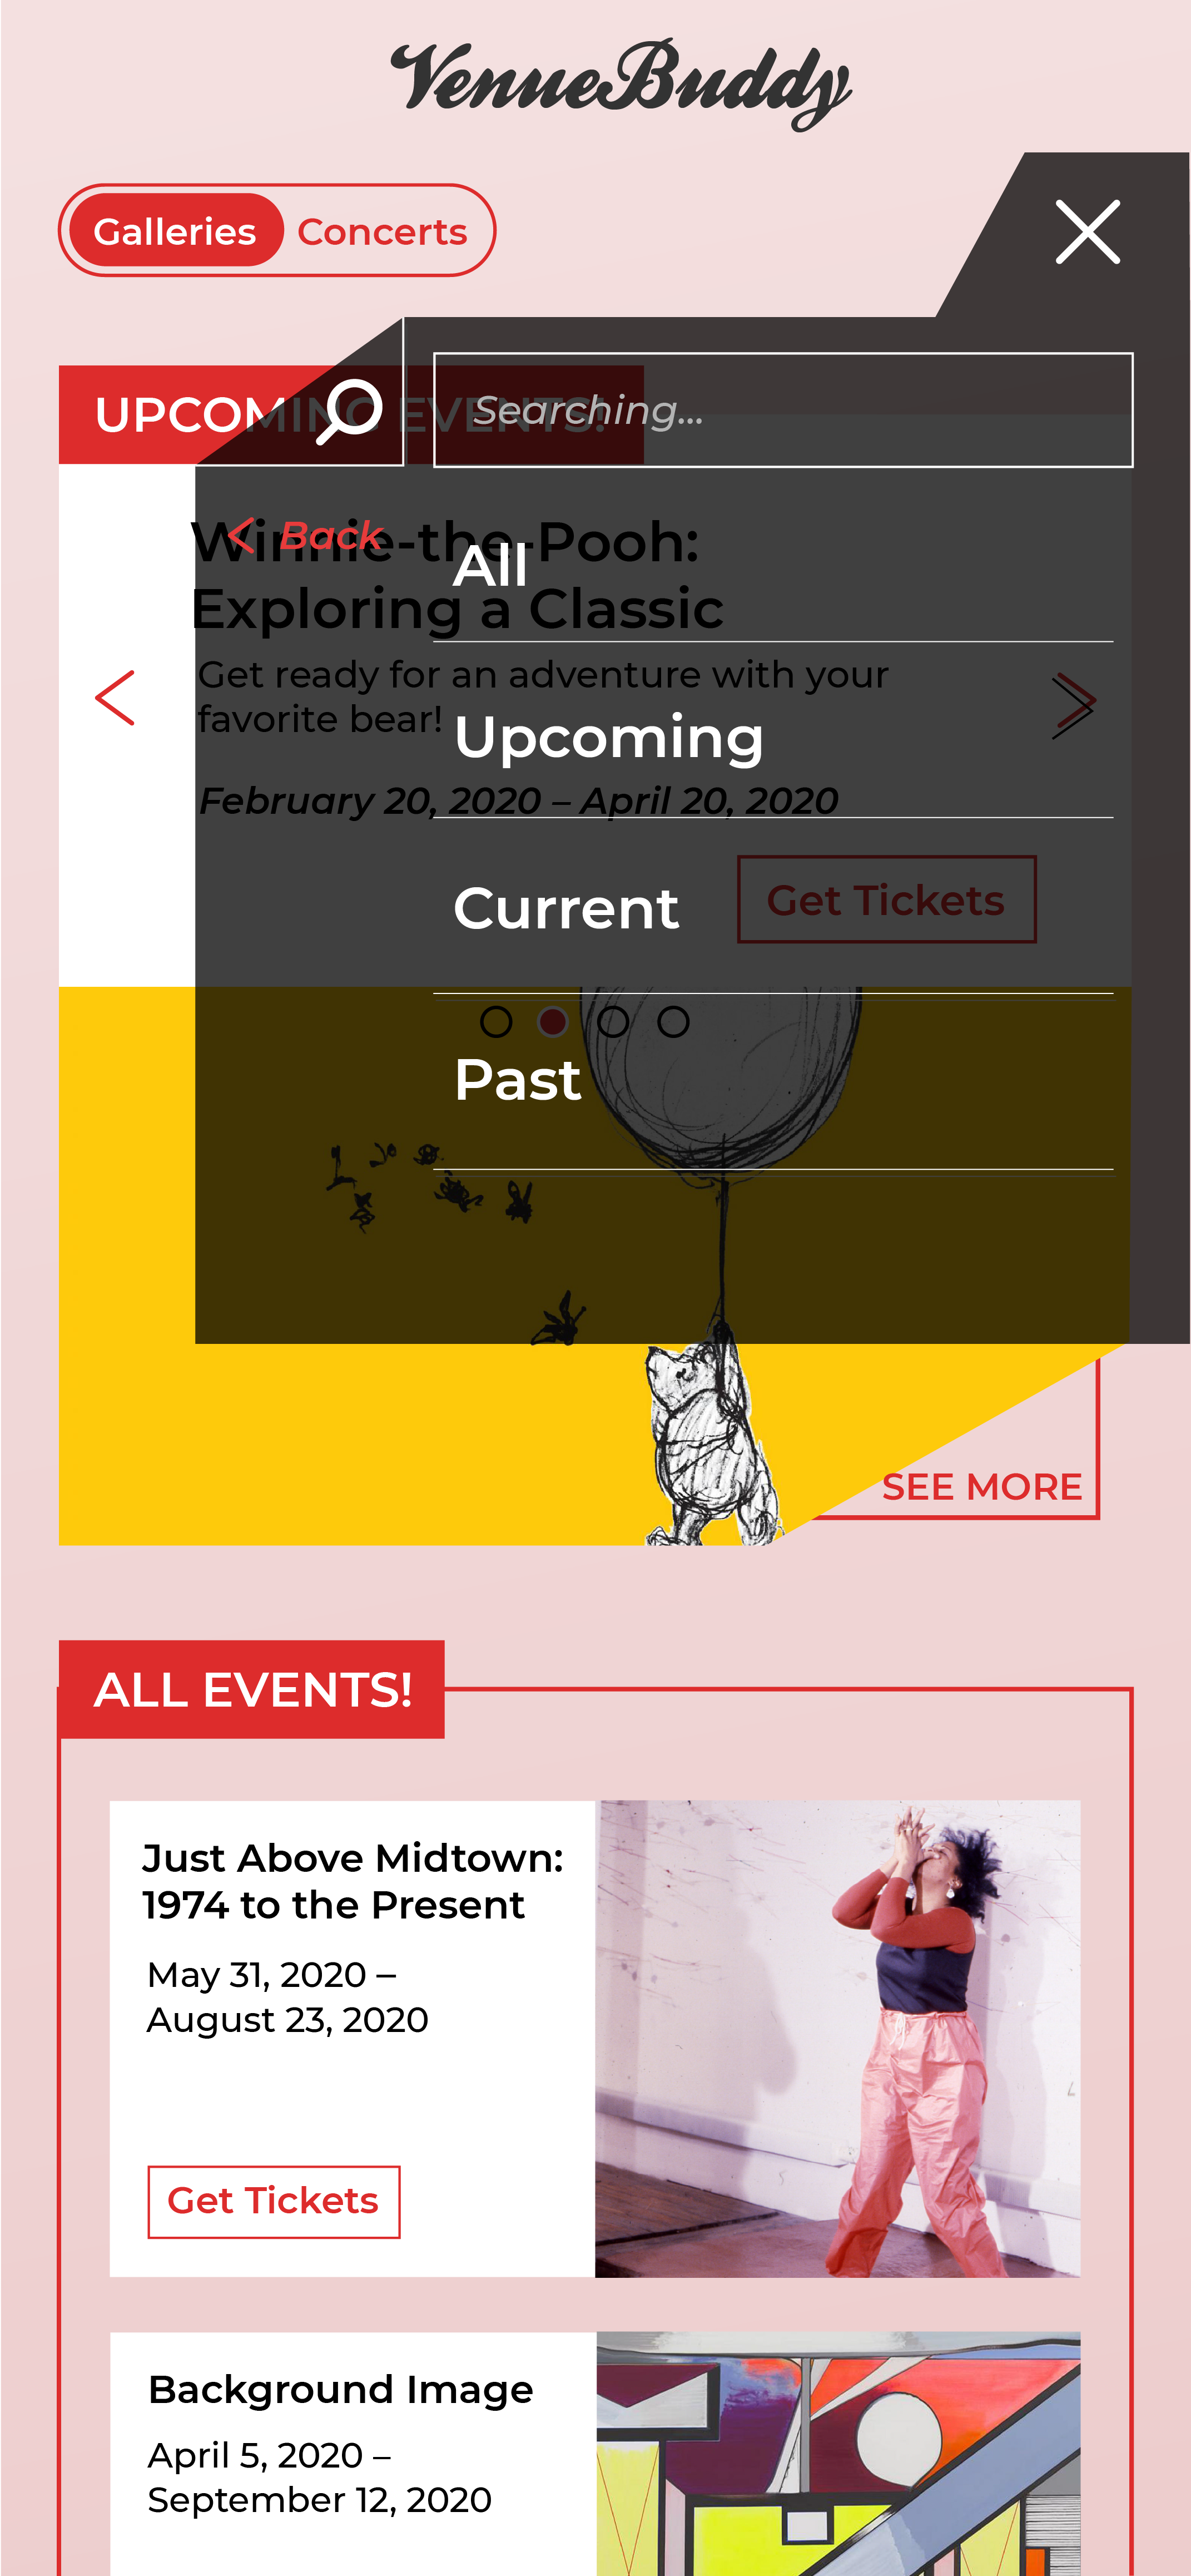 VenueBuddy
Galleries Concerts
UPCOMING EVENTS!
Searching...
Back
Winnie-the-Pooh:
Exploring a Classic
All
Get ready for an adventure with your
favorite bear!
Upcoming
February 20, 2020 – April 20, 2020
Current
Get Tickets
Past
SEE MORE
ALL EVENTS!
Just Above Midtown:
1974 to the Present
May 31, 2020 –
August 23, 2020
Get Tickets
Background Image
April 5, 2020 –
September 12, 2020